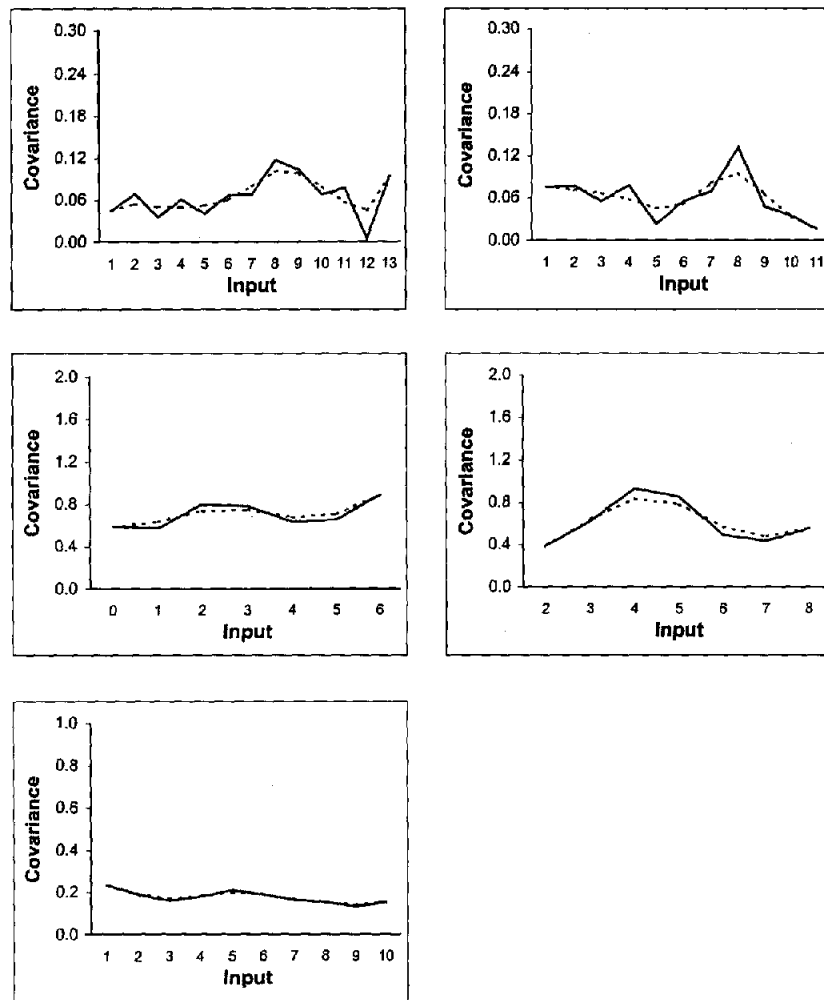 0.30
0.24
0.18
0.12
0.06
0.00
Covariance
1 2 3 4 5 6 7 8 9 10 11 12 13
Input
0.30
0.24
0.18
0.12
0.06
0.00
Covariance
1 2 3 4 5 6 7 8 9 10 11
Input
2.0
1.6
1.2
0.8
0.4
0.0
Covariance
0 1 2 3 4 5 6
Input
2.0
1.6
1.2
0.8
0.4
0.0
Covariance
2 3 4 5 6 7 8
Input
1.0
0.8
0.6
0.4
0.2
0.0
Covariance
1 2 3 4 5 6 7 8 9 10
Input